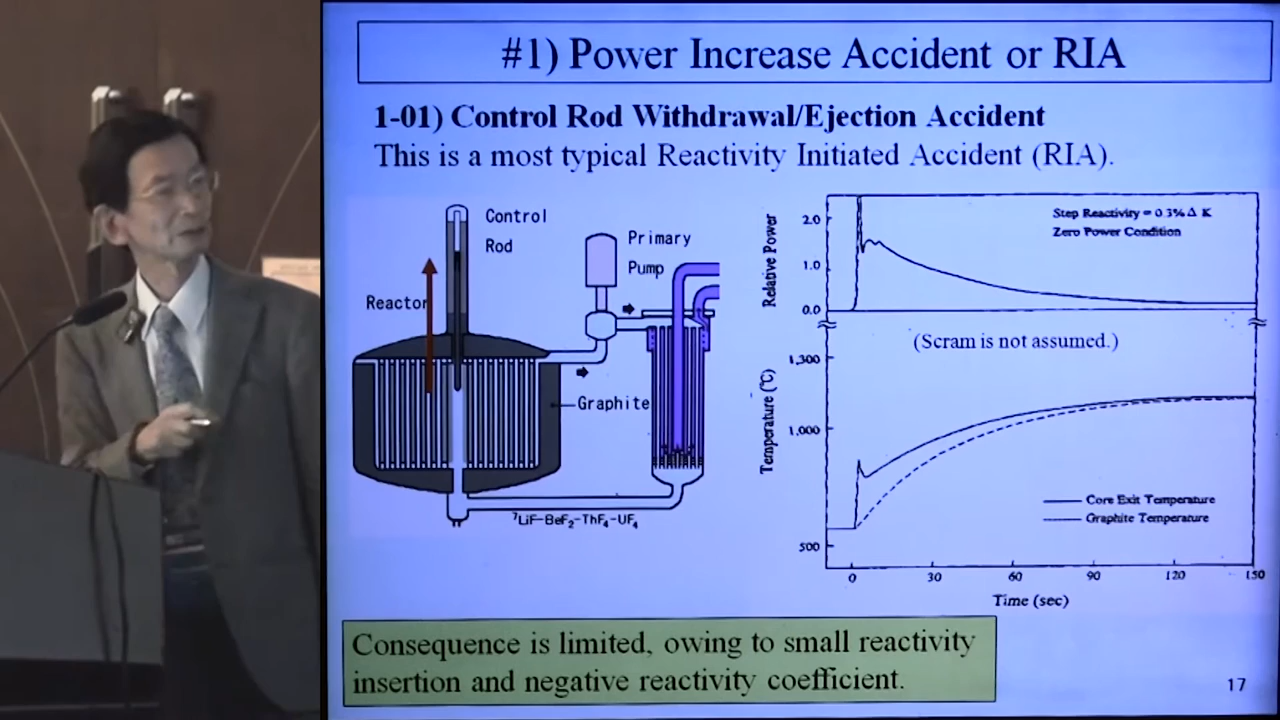 #1) Power Increase Accident or RIA
1-01) Control Rod Withdrawal/Ejection Accident
This is a most typical Reactivity Initiated Accident (RIA).
Control
Rod
Primary
Pump
Reactor
Graphite
⁷LiF-BeF₂-ThF₄-UF₄
Relative Power
2.0
1.0
0.0
Step Reactivity = 0.3% Δ K
Zero Power Condition
(Scram is not assumed.)
Temperature (℃)
1,300
1,000
500
Core Exit Temperature
Graphite Temperature
0 30 60 90 120 150
Time (sec)
Consequence is limited, owing to small reactivity
insertion and negative reactivity coefficient.
17